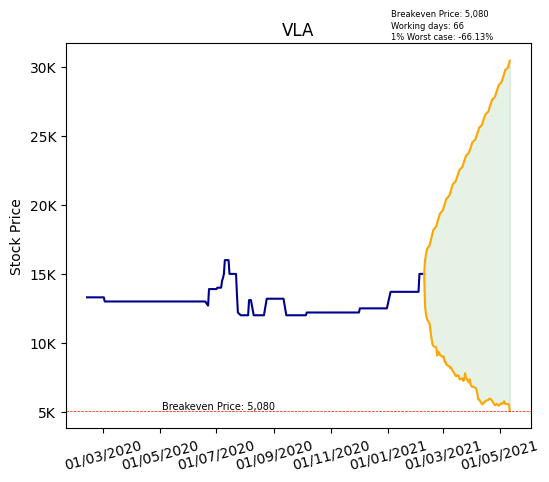 Breakeven Price: 5,080
Working days: 66
1% Worst case: -66.13%
VLA
Stock Price
30K
25K
20K
15K
10K
5K
Breakeven Price: 5,080
01/03/2020
01/05/2020
01/07/2020
01/09/2020
01/11/2020
01/01/2021
01/03/2021
01/05/2021